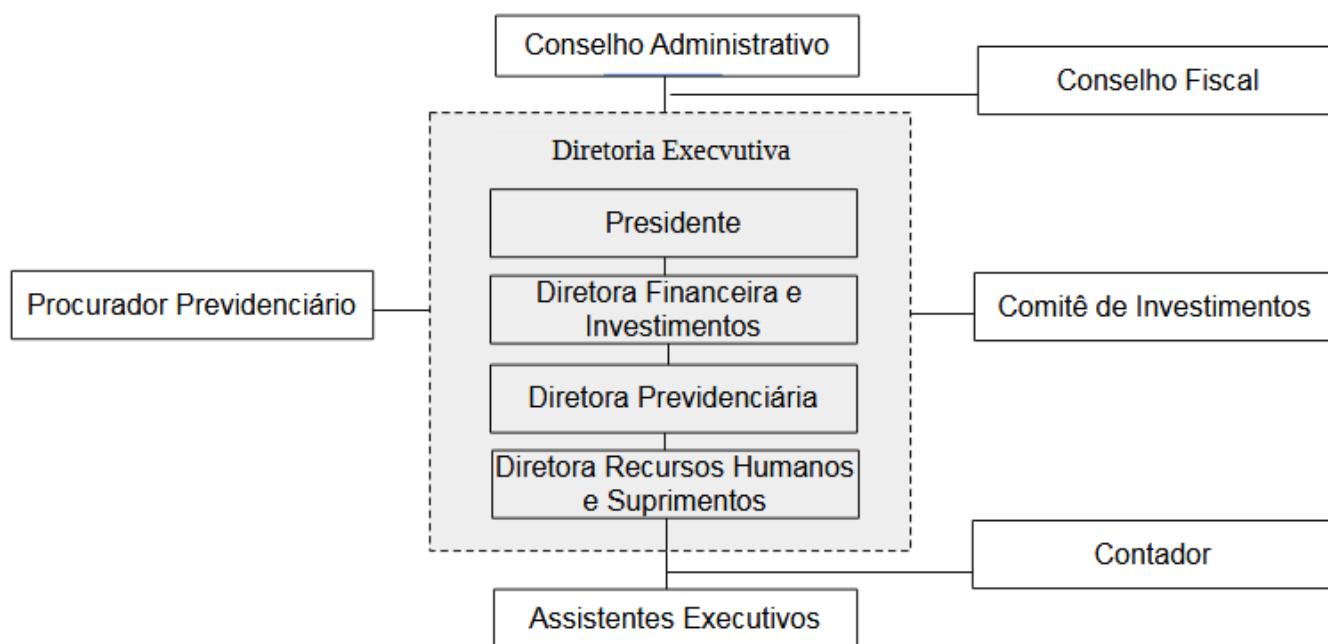 Conselho Administrativo
Conselho Fiscal
Diretoria Execvutiva
Presidente
Diretora Financeira e
Investimentos
Procurador Previdenciário
Comitê de Investimentos
Diretora Previdenciária
Diretora Recursos Humanos
e Suprimentos
Contador
Assistentes Executivos